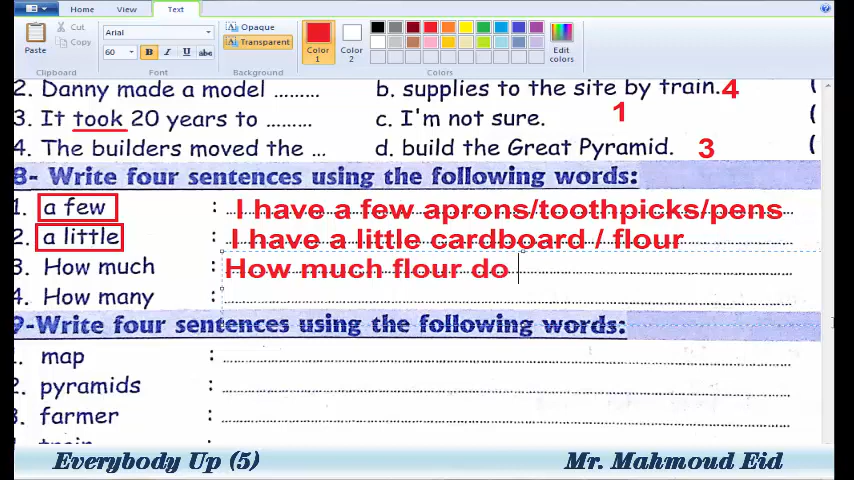 Home View Text
Cut
Copy
Paste
Clipboard
Arial
60
B I U abc
Font
Opaque
Transparent
Background
Color 1
Color 2
Colors
Edit colors
2. Danny made a model ......... b. supplies to the site by train. 4
3. It took 20 years to ......... c. I'm not sure. 1 (
4. The builders moved the ... d. build the Great Pyramid. 3 (
8- Write four sentences using the following words:
1. a few : I have a few aprons/toothpicks/pens
2. a little : I have a little cardboard / flour
3. How much : How much flour do
4. How many :
9-Write four sentences using the following words:
1. map :
2. pyramids :
3. farmer :
Everybody Up (5) Mr. Mahmoud Eid